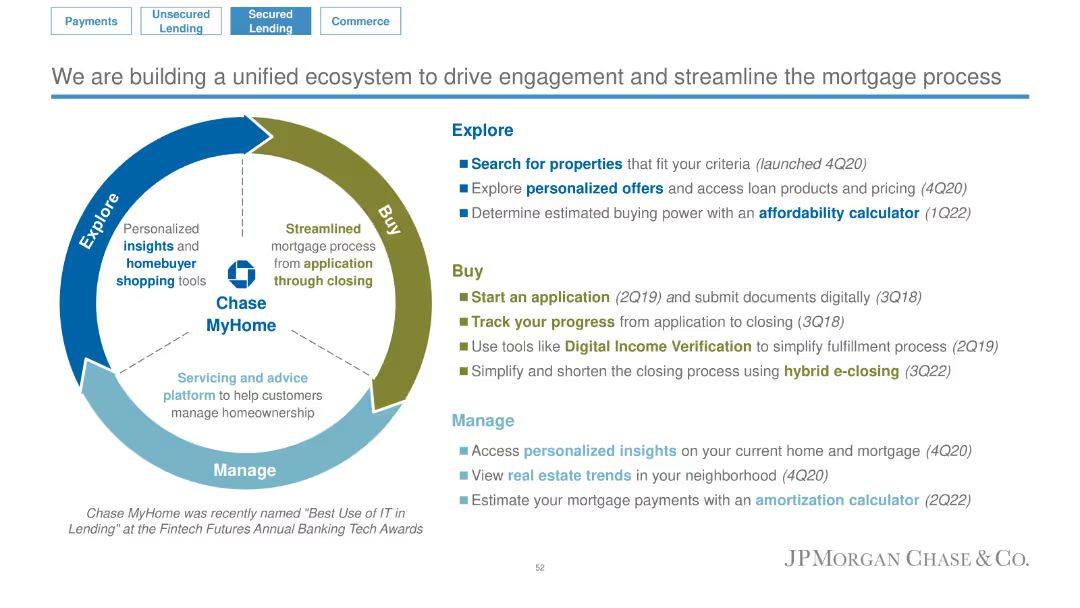 Payments
Unsecured
Lending
Secured
Lending
Commerce
We are building a unified ecosystem to drive engagement and streamline the mortgage process
Explore
Personalized
insights and
homebuyer
shopping tools
Buy
Streamlined
mortgage process
from application
through closing
Chase
MyHome
Servicing and advice
platform to help customers
manage homeownership
Manage
Chase MyHome was recently named "Best Use of IT in
Lending" at the Fintech Futures Annual Banking Tech Awards
Explore
■ Search for properties that fit your criteria (launched 4Q20)
■ Explore personalized offers and access loan products and pricing (4Q20)
■ Determine estimated buying power with an affordability calculator (1Q22)
Buy
■ Start an application (2Q19) and submit documents digitally (3Q18)
■ Track your progress from application to closing (3Q18)
■ Use tools like Digital Income Verification to simplify fulfillment process (2Q19)
■ Simplify and shorten the closing process using hybrid e-closing (3Q22)
Manage
■ Access personalized insights on your current home and mortgage (4Q20)
■ View real estate trends in your neighborhood (4Q20)
■ Estimate your mortgage payments with an amortization calculator (2Q22)
52
JPMORGAN CHASE & CO.